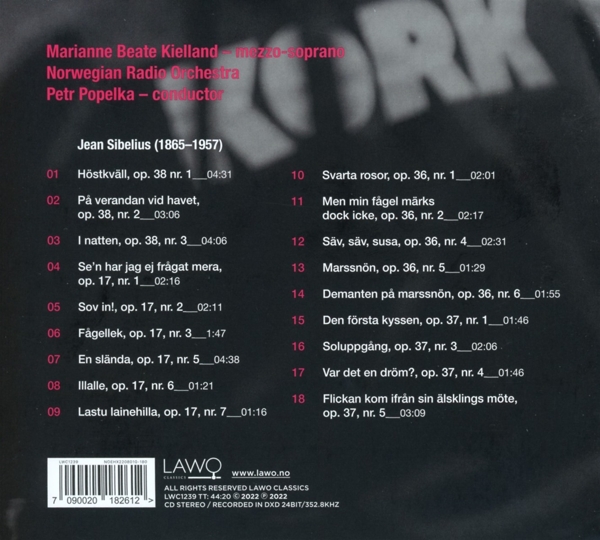 KORK
Marianne Beate Kielland – mezzo-soprano
Norwegian Radio Orchestra
Petr Popelka – conductor
Jean Sibelius (1865–1957)
01 Höstkväll, op. 38 nr. 1__04:31
02 På verandan vid havet,
op. 38, nr. 2__03:06
03 I natten, op. 38, nr. 3__04:06
04 Se’n har jag ej frågat mera,
op. 17, nr. 1__02:16
05 Sov in!, op. 17, nr. 2__02:11
06 Fågellek, op. 17, nr. 3__1:47
07 En slända, op. 17, nr. 5__04:38
08 Illalle, op. 17, nr. 6__01:21
09 Lastu lainehilla, op. 17, nr. 7__01:16
10 Svarta rosor, op. 36, nr. 1__02:01
11 Men min fågel märks
dock icke, op. 36, nr. 2__02:17
12 Säv, säv, susa, op. 36, nr. 4__02:31
13 Marssnön, op. 36, nr. 5__01:29
14 Demanten på marssnön, op. 36, nr. 6__01:55
15 Den första kyssen, op. 37, nr. 1__01:46
16 Soluppgång, op. 37, nr. 3__02:06
17 Var det en dröm?, op. 37, nr. 4__01:46
18 Flickan kom ifrån sin älsklings möte,
op. 37, nr. 5__03:09
LWC1239
7 090020 182612 >
LAWO
CLASSICS
www.lawo.no
ALL RIGHTS RESERVED LAWO CLASSICS
LWC1239 TT: 44:20 © 2022 ℗ 2022
CD STEREO / RECORDED IN DXD 24BIT/352.8KHZ